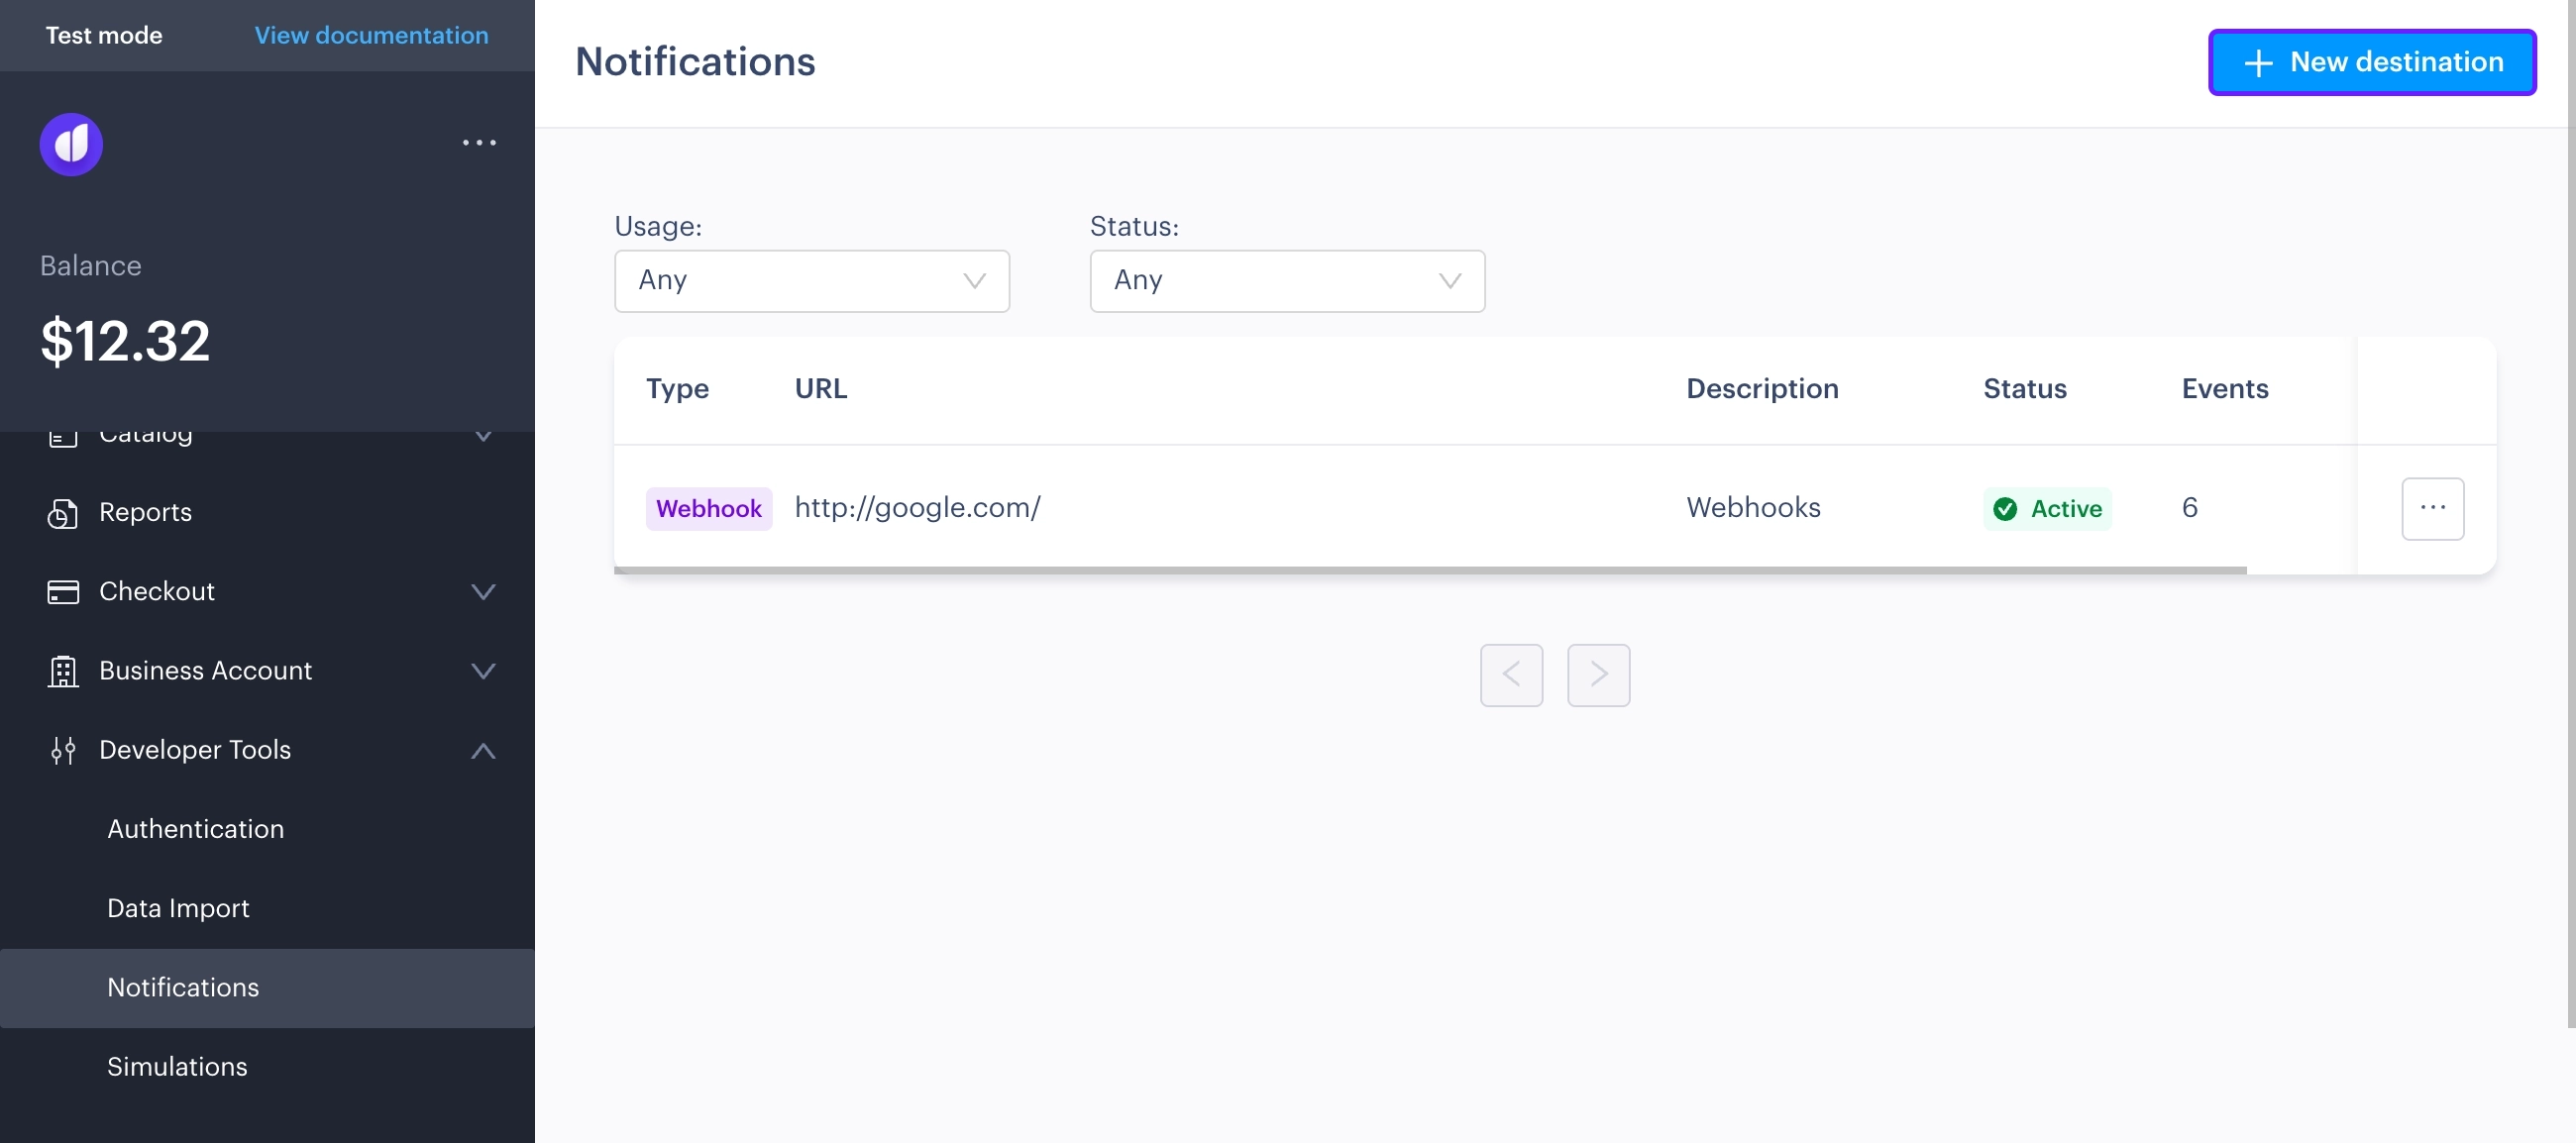 Test mode
View documentation
Balance
$12.32
Catalog
Reports
Checkout
Business Account
Developer Tools
Authentication
Data Import
Notifications
Simulations
Notifications
New destination
Usage:
Status:
Any
Any
Type URL Description Status Events
Webhook http://google.com/ Webhooks Active 6